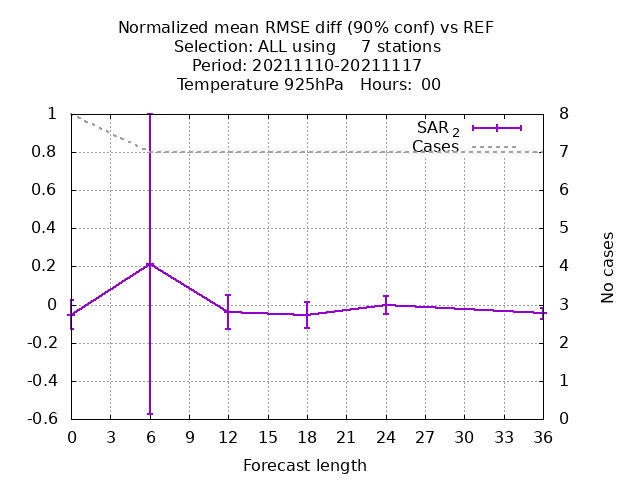 Normalized mean RMSE diff (90% conf) vs REF
Selection: ALL using     7 stations
Period: 20211110-20211117
Temperature 925hPa   Hours:  00
1 8
SAR 2
Cases
0.8 7
0.6 6
0.4 5
0.2 4
0 3
-0.2 2
-0.4 1
-0.6 0
No cases
0 3 6 9 12 15 18 21 24 27 30 33 36
Forecast length